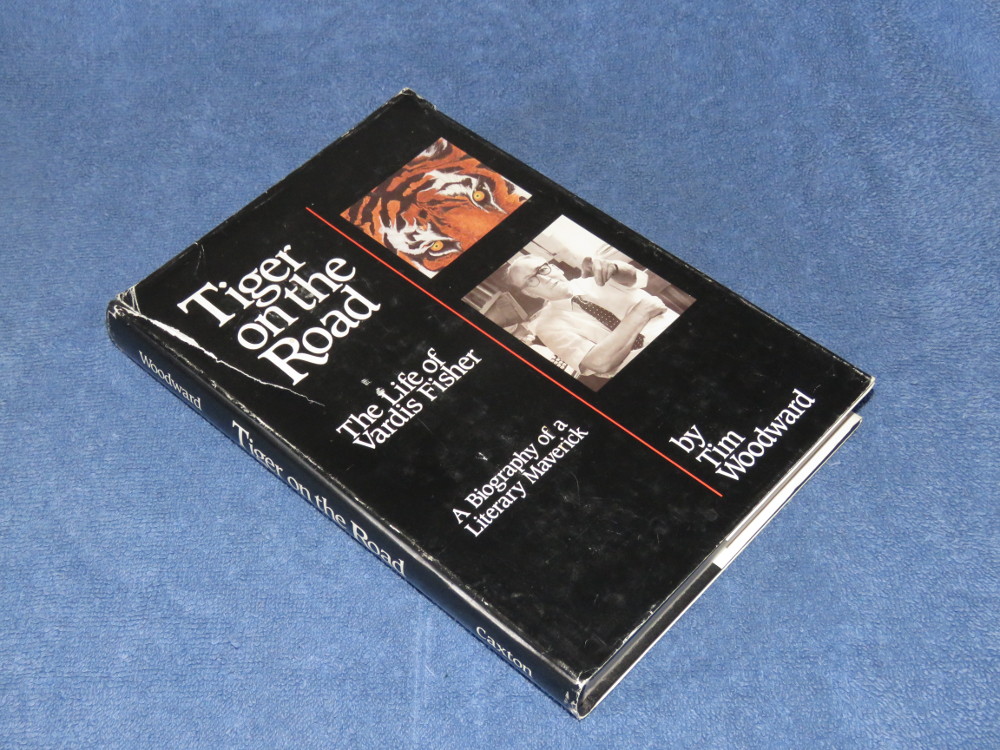 Tiger
on the
Road
The Life of
Vardis Fisher
A Biography of a
Literary Maverick
by
Tim
Woodward
Woodward
Tiger on the Road
Caxton